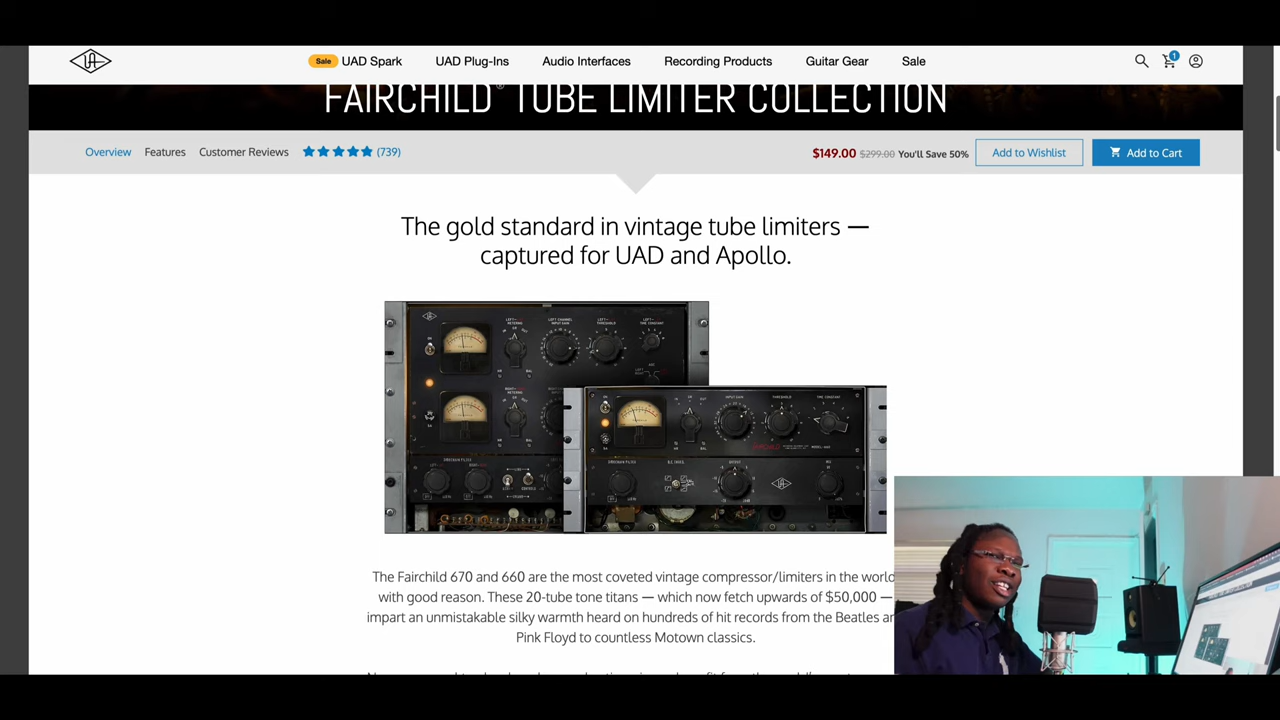 Sale UAD Spark UAD Plug-Ins Audio Interfaces Recording Products Guitar Gear Sale 1
FAIRCHILD® TUBE LIMITER COLLECTION
Overview Features Customer Reviews (739) $149.00 $299.00 You'll Save 50% Add to Wishlist Add to Cart
The gold standard in vintage tube limiters —
captured for UAD and Apollo.
The Fairchild 670 and 660 are the most coveted vintage compressor/limiters in the world
with good reason. These 20-tube tone titans — which now fetch upwards of $50,000 —
impart an unmistakable silky warmth heard on hundreds of hit records from the Beatles an
Pink Floyd to countless Motown classics.